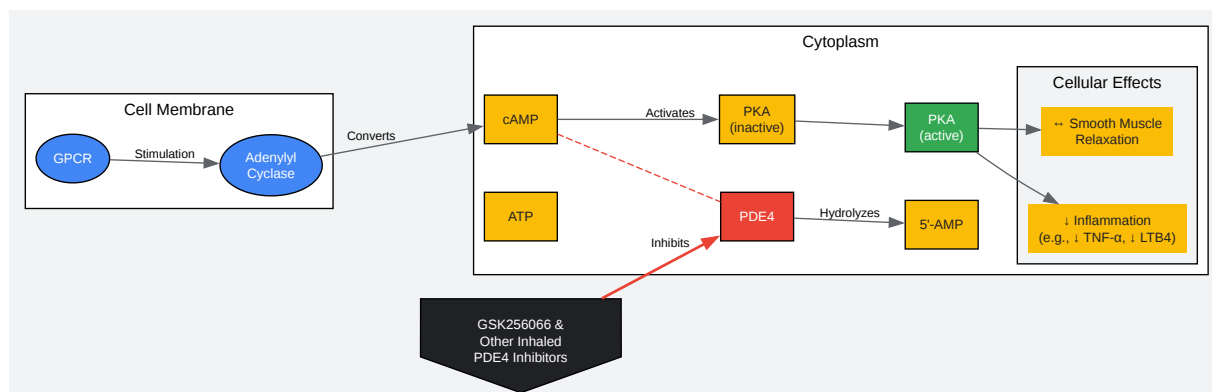 Cytoplasm
Cell Membrane
Cellular Effects
GPCR
Stimulation
Adenylyl
Cyclase
Converts
cAMP
Activates
PKA
(inactive)
PKA
(active)
↔ Smooth Muscle
Relaxation
ATP
PDE4
Hydrolyzes
5'-AMP
↓ Inflammation
(e.g., ↓ TNF-α, ↓ LTB4)
Inhibits
GSK256066 &
Other Inhaled
PDE4 Inhibitors